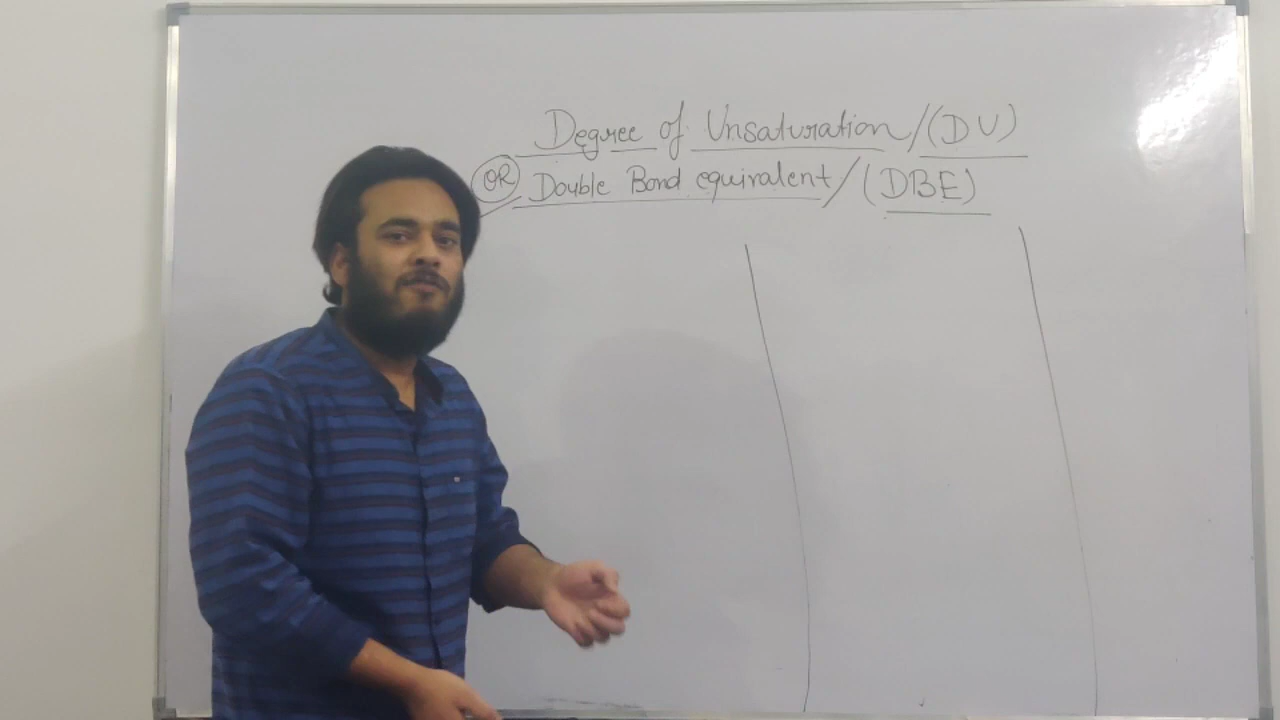 Degree of Unsaturation/(DU)
OR Double Bond equivalent/(DBE)